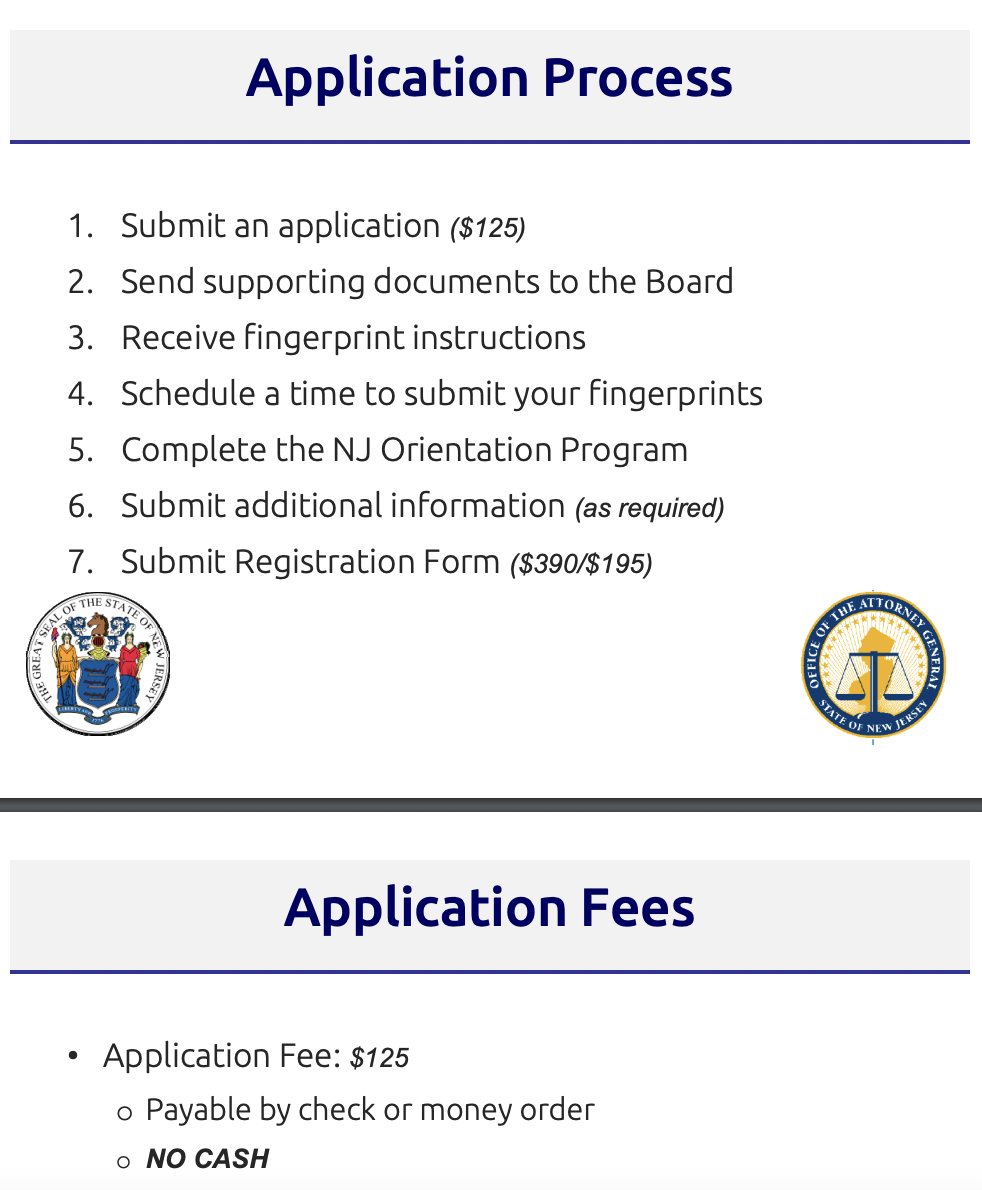 Application Process
1. Submit an application ($125)
2. Send supporting documents to the Board
3. Receive fingerprint instructions
4. Schedule a time to submit your fingerprints
5. Complete the NJ Orientation Program
6. Submit additional information (as required)
7. Submit Registration Form ($390/$195)
THE GREAT SEAL OF THE STATE OF NEW JERSEY
LIBERTY AND PROSPERITY
1776
OFFICE OF THE ATTORNEY GENERAL
STATE OF NEW JERSEY
Application Fees
• Application Fee: $125
o Payable by check or money order
o NO CASH